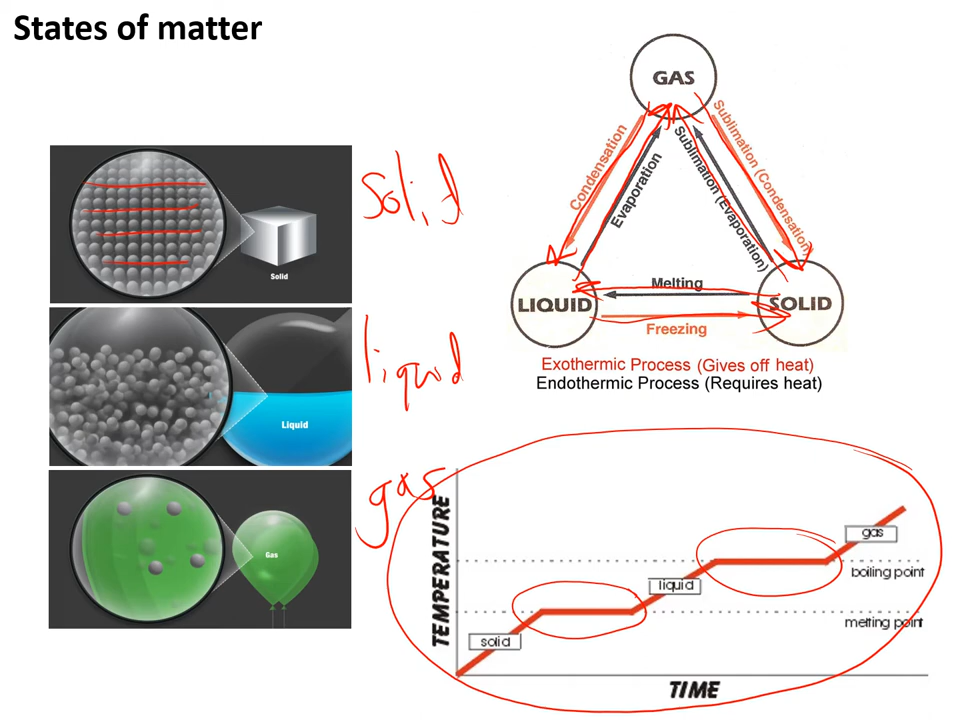 States of matter
Solid
Solid
Liquid
liquid
Gas
gas
GAS
Condensation
Evaporation
Sublimation (Evaporation)
Sublimation (Condensation)
LIQUID
Melting
Freezing
SOLID
Exothermic Process (Gives off heat)
Endothermic Process (Requires heat)
TEMPERATURE
gas
boiling point
liquid
melting point
solid
TIME